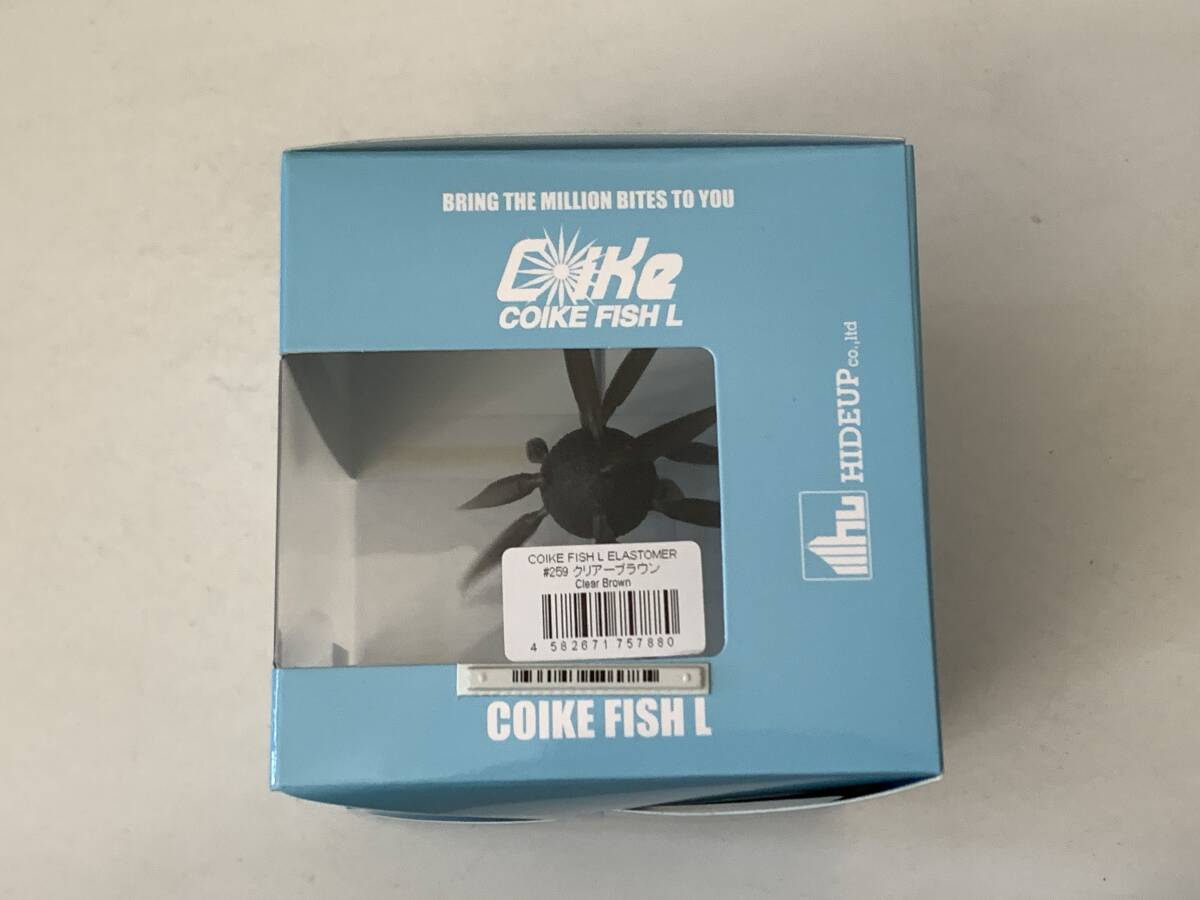 BRING THE MILLION BITES TO YOU
Coike
COIKE FISH L
HIDEUP co.,ltd
hu
COIKE FISH L ELASTOMER
#259 クリアーブラウン
Clear Brown
4 582671 757880
COIKE FISH L